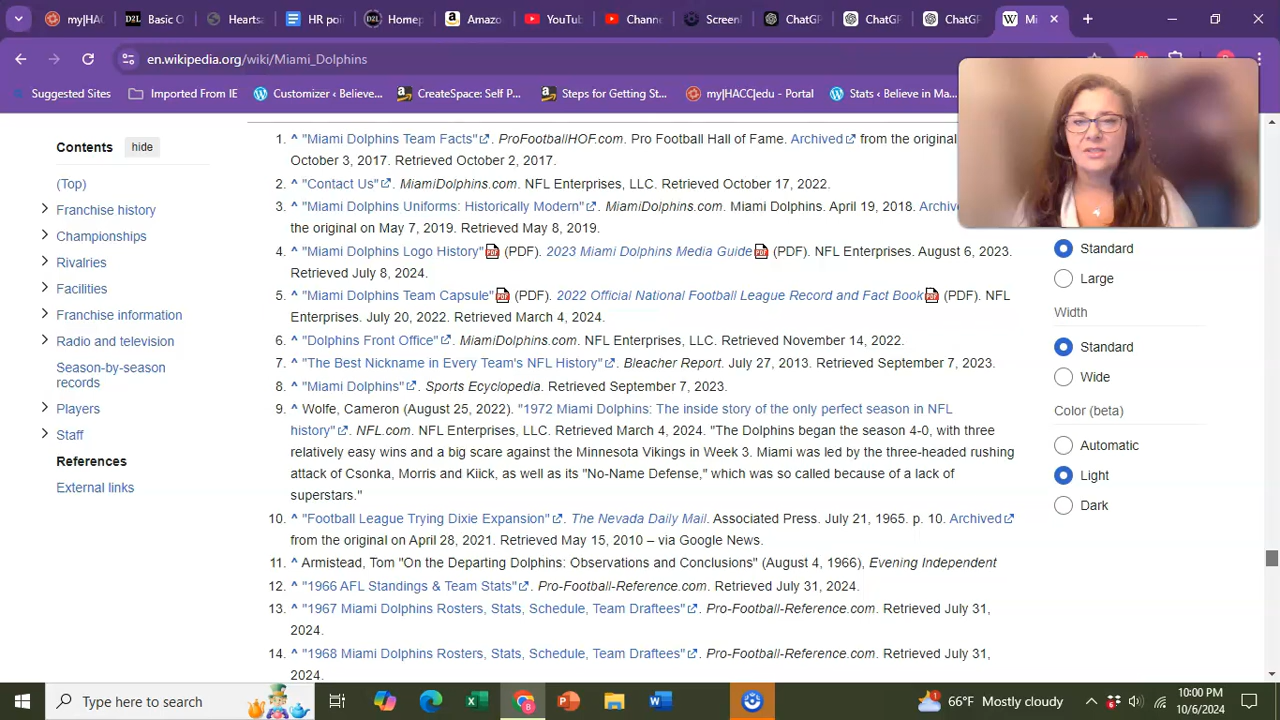 my|HAC
Basic O
Heartsa
HR poi
Homep
Amazo
YouTub
Chann
Screenl
ChatGP
ChatGP
ChatGP
Mi
en.wikipedia.org/wiki/Miami_Dolphins
Suggested Sites
Imported From IE
Customizer ‹ Believe...
CreateSpace: Self P...
Steps for Getting St...
my|HACC|edu - Portal
Stats ‹ Believe in Ma...
Contents hide
(Top)
Franchise history
Championships
Rivalries
Facilities
Franchise information
Radio and television
Season-by-season
records
Players
Staff
References
External links
1. ^ "Miami Dolphins Team Facts". ProFootballHOF.com. Pro Football Hall of Fame. Archived from the original
October 3, 2017. Retrieved October 2, 2017.
2. ^ "Contact Us". MiamiDolphins.com. NFL Enterprises, LLC. Retrieved October 17, 2022.
3. ^ "Miami Dolphins Uniforms: Historically Modern". MiamiDolphins.com. Miami Dolphins. April 19, 2018. Archiv
the original on May 7, 2019. Retrieved May 8, 2019.
4. ^ "Miami Dolphins Logo History" (PDF). 2023 Miami Dolphins Media Guide (PDF). NFL Enterprises. August 6, 2023.
Retrieved July 8, 2024.
5. ^ "Miami Dolphins Team Capsule" (PDF). 2022 Official National Football League Record and Fact Book (PDF). NFL
Enterprises. July 20, 2022. Retrieved March 4, 2024.
6. ^ "Dolphins Front Office". MiamiDolphins.com. NFL Enterprises, LLC. Retrieved November 14, 2022.
7. ^ "The Best Nickname in Every Team's NFL History". Bleacher Report. July 27, 2013. Retrieved September 7, 2023.
8. ^ "Miami Dolphins". Sports Ecyclopedia. Retrieved September 7, 2023.
9. ^ Wolfe, Cameron (August 25, 2022). "1972 Miami Dolphins: The inside story of the only perfect season in NFL
history". NFL.com. NFL Enterprises, LLC. Retrieved March 4, 2024. "The Dolphins began the season 4-0, with three
relatively easy wins and a big scare against the Minnesota Vikings in Week 3. Miami was led by the three-headed rushing
attack of Csonka, Morris and Kiick, as well as its "No-Name Defense," which was so called because of a lack of
superstars."
10. ^ "Football League Trying Dixie Expansion". The Nevada Daily Mail. Associated Press. July 21, 1965. p. 10. Archived
from the original on April 28, 2021. Retrieved May 15, 2010 – via Google News.
11. ^ Armistead, Tom "On the Departing Dolphins: Observations and Conclusions" (August 4, 1966), Evening Independent
12. ^ "1966 AFL Standings & Team Stats". Pro-Football-Reference.com. Retrieved July 31, 2024.
13. ^ "1967 Miami Dolphins Rosters, Stats, Schedule, Team Draftees". Pro-Football-Reference.com. Retrieved July 31,
2024.
14. ^ "1968 Miami Dolphins Rosters, Stats, Schedule, Team Draftees". Pro-Football-Reference.com. Retrieved July 31,
2024.
Standard
Large
Width
Standard
Wide
Color (beta)
Automatic
Light
Dark
Type here to search
66°F Mostly cloudy
10:00 PM
10/6/2024